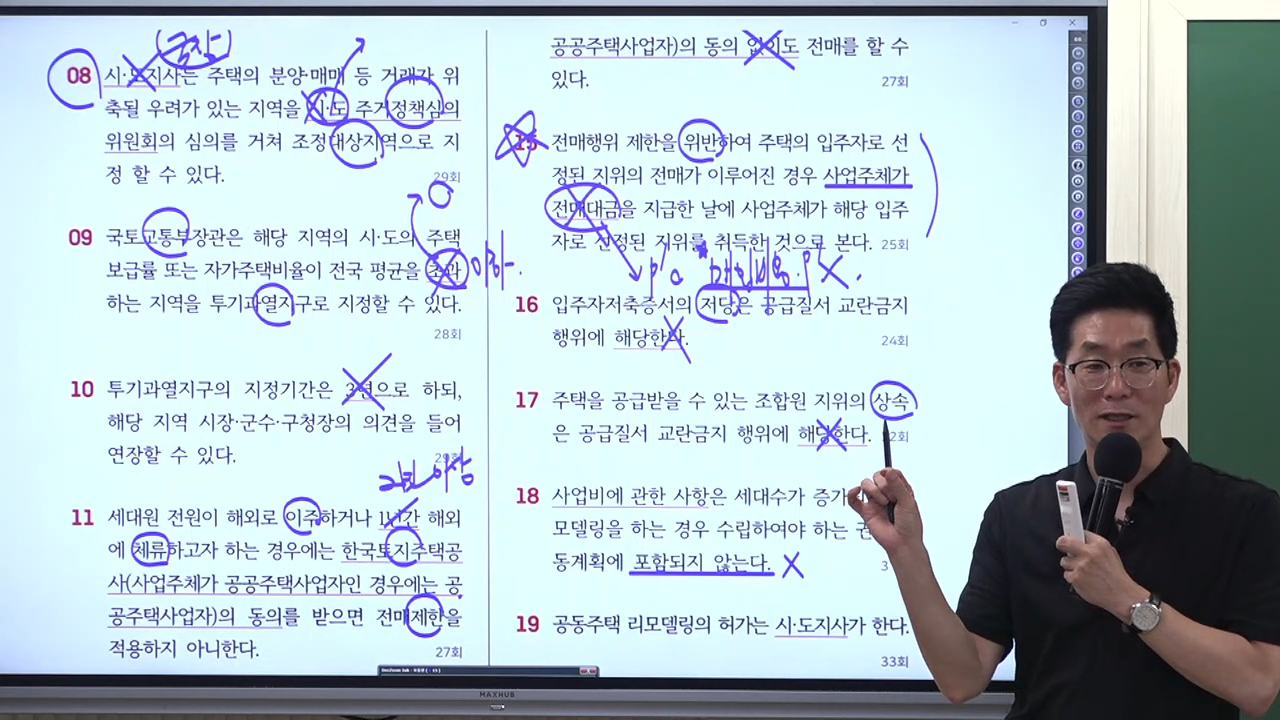 (국장)
08 시·도지사는 주택의 분양·매매 등 거래가 위
축될 우려가 있는 지역을 시·도 주거정책심의
위원회의 심의를 거쳐 조정대상지역으로 지
정 할 수 있다. 29회
09 국토교통부장관은 해당 지역의 시·도의 주택
보급률 또는 자가주택비율이 전국 평균을 초과 이하.
하는 지역을 투기과열지구로 지정할 수 있다.
28회
10 투기과열지구의 지정기간은 3년으로 하되,
해당 지역 시장·군수·구청장의 의견을 들어
연장할 수 있다. 29회
2년 이상
11 세대원 전원이 해외로 이주하거나 1년간 해외
에 체류하고자 하는 경우에는 한국토지주택공
사(사업주체가 공공주택사업자인 경우에는 공
공주택사업자)의 동의를 받으면 전매제한을
적용하지 아니한다. 27회
공공주택사업자)의 동의 없이도 전매를 할 수
있다. 27회
15 전매행위 제한을 위반하여 주택의 입주자로 선
정된 지위의 전매가 이루어진 경우 사업주체가
전매대금을 지급한 날에 사업주체가 해당 입주
자로 선정된 지위를 취득한 것으로 본다. 25회
16 입주자저축증서의 저당은 공급질서 교란금지
행위에 해당한다. 24회
17 주택을 공급받을 수 있는 조합원 지위의 상속
은 공급질서 교란금지 행위에 해당한다.
18 사업비에 관한 사항은 세대수가 증가
모델링을 하는 경우 수립하여야 하는 권
동계획에 포함되지 않는다.
19 공동주택 리모델링의 허가는 시·도지사가 한다.
33회
MAXHUB